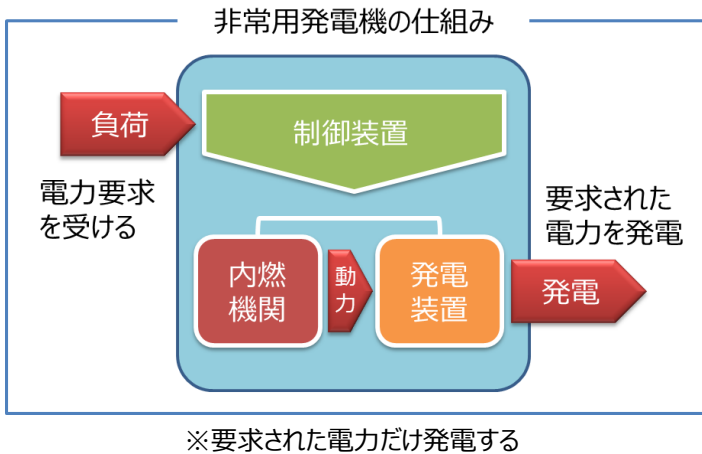 非常用発電機の仕組み
負荷
制御装置
電力要求
を受ける
要求された
電力を発電
内燃
機関
動
力
発電
装置
発電
※要求された電力だけ発電する